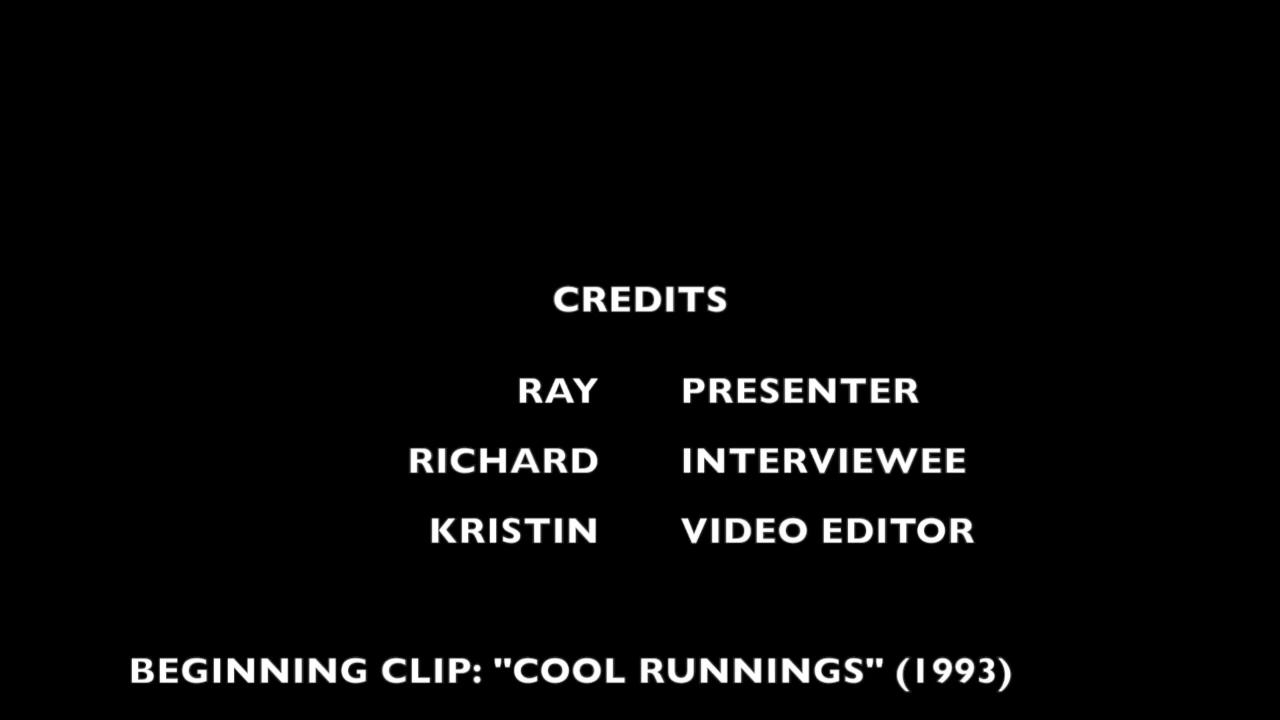 CREDITS
RAY PRESENTER
RICHARD INTERVIEWEE
KRISTIN VIDEO EDITOR
BEGINNING CLIP: "COOL RUNNINGS" (1993)